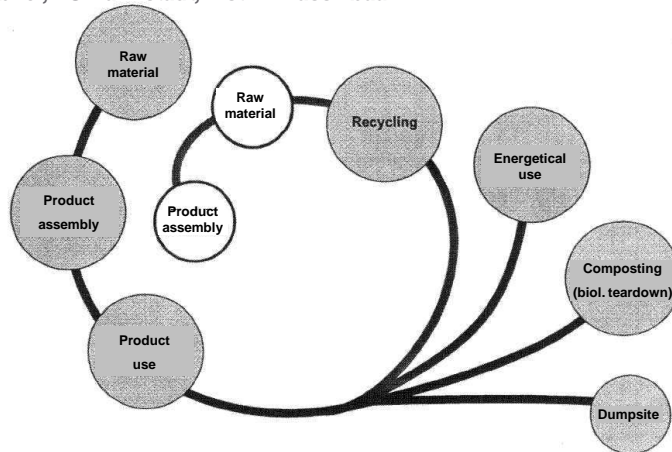 Raw
material
Raw
material
Recycling
Energetical
use
Product
assembly
Product
assembly
Composting
(biol. teardown)
Product
use
Dumpsite